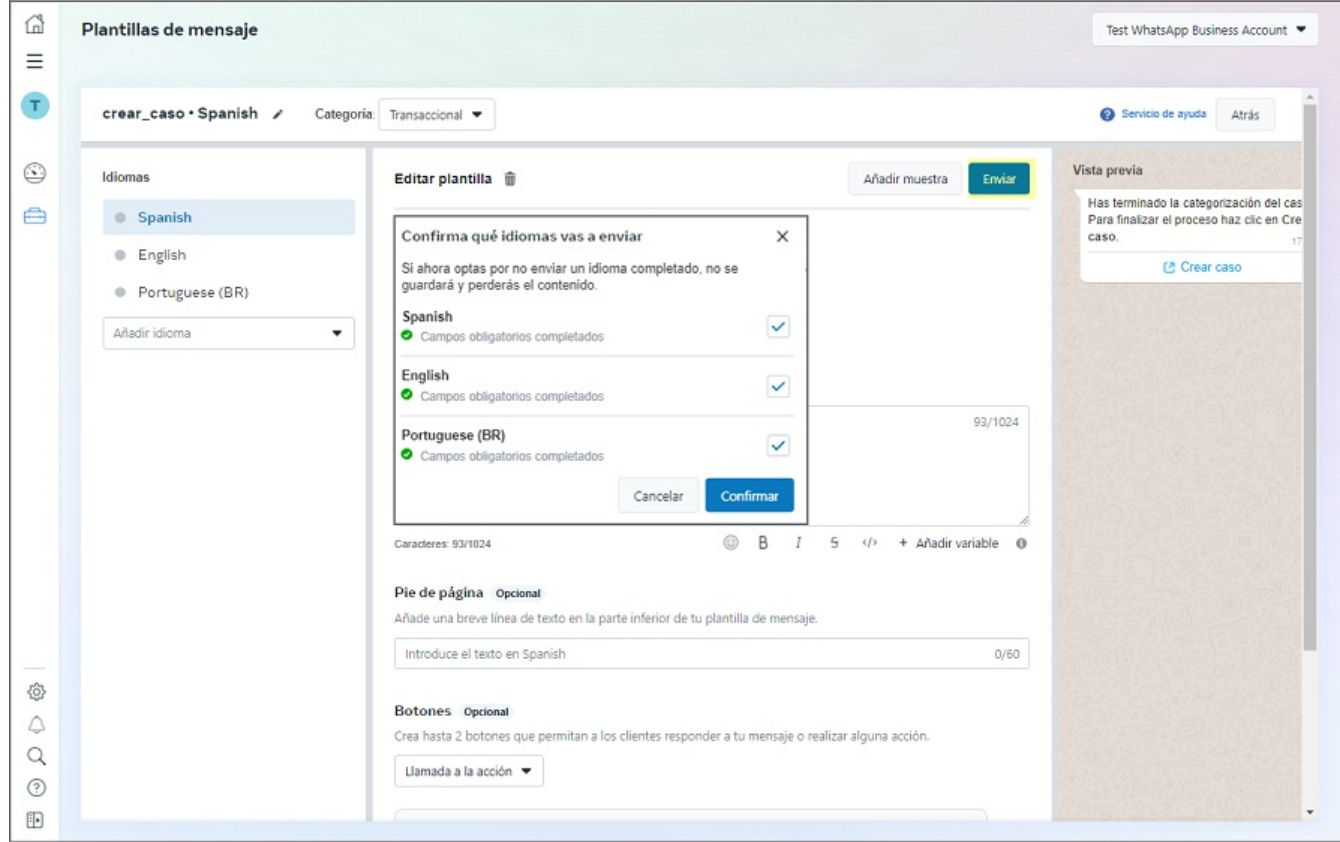 Plantillas de mensaje
Test WhatsApp Business Account
T
crear_caso • Spanish
Categoría:
Transaccional
Servicio de ayuda
Atrás
Idiomas
Spanish
English
Portuguese (BR)
Añadir idioma
Editar plantilla
Añadir muestra
Enviar
Confirma qué idiomas vas a enviar
Si ahora optas por no enviar un idioma completado, no se
guardará y perderás el contenido.
Spanish
Campos obligatorios completados
English
Campos obligatorios completados
Portuguese (BR)
Campos obligatorios completados
Cancelar
Confirmar
93/1024
Caracteres: 93/1024
B I S </> + Añadir variable
Pie de página Opcional
Añade una breve línea de texto en la parte inferior de tu plantilla de mensaje.
Introduce el texto en Spanish
0/60
Botones Opcional
Crea hasta 2 botones que permitan a los clientes responder a tu mensaje o realizar alguna acción.
Llamada a la acción
Vista previa
Has terminado la categorización del cas
Para finalizar el proceso haz clic en Cre
caso.
17
Crear caso